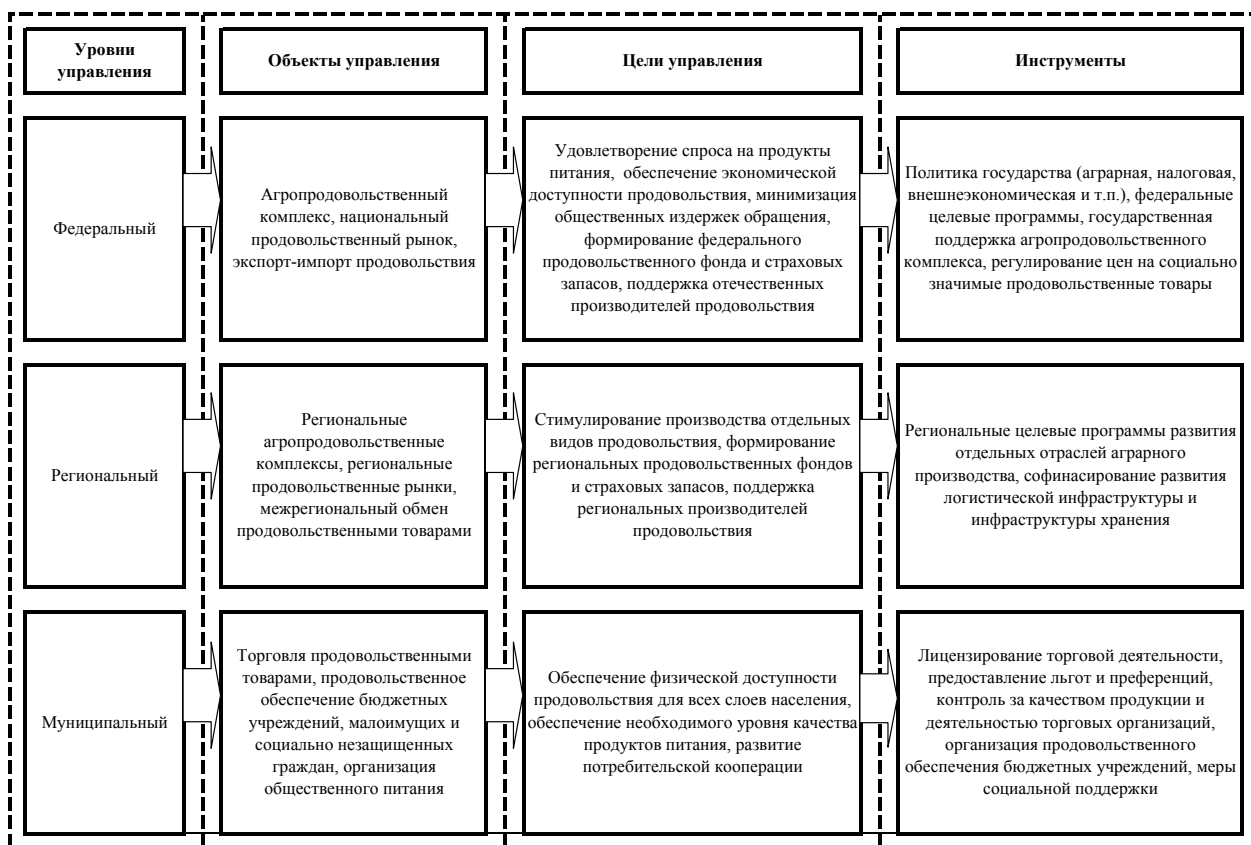 Уровни
управления
Объекты управления
Цели управления
Инструменты
Федеральный
Агропродовольственный
комплекс, национальный
продовольственный рынок,
экспорт-импорт продовольствия
Удовлетворение спроса на продукты
питания, обеспечение экономической
доступности продовольствия, минимизация
общественных издержек обращения,
формирование федерального
продовольственного фонда и страховых
запасов, поддержка отечественных
производителей продовольствия
Политика государства (аграрная, налоговая,
внешнеэкономическая и т.п.), федеральные
целевые программы, государственная
поддержка агропродовольственного
комплекса, регулирование цен на социально
значимые продовольственные товары
Региональный
Региональные
агропродовольственные
комплексы, региональные
продовольственные рынки,
межрегиональный обмен
продовольственными товарами
Стимулирование производства отдельных
видов продовольствия, формирование
региональных продовольственных фондов
и страховых запасов, поддержка
региональных производителей
продовольствия
Региональные целевые программы развития
отдельных отраслей аграрного
производства, софинасирование развития
логистической инфраструктуры и
инфраструктуры хранения
Муниципальный
Торговля продовольственными
товарами, продовольственное
обеспечение бюджетных
учреждений, малоимущих и
социально незащищенных
граждан, организация
общественного питания
Обеспечение физической доступности
продовольствия для всех слоев населения,
обеспечение необходимого уровня качества
продуктов питания, развитие
потребительской кооперации
Лицензирование торговой деятельности,
предоставление льгот и преференций,
контроль за качеством продукции и
деятельностью торговых организаций,
организация продовольственного
обеспечения бюджетных учреждений, меры
социальной поддержки